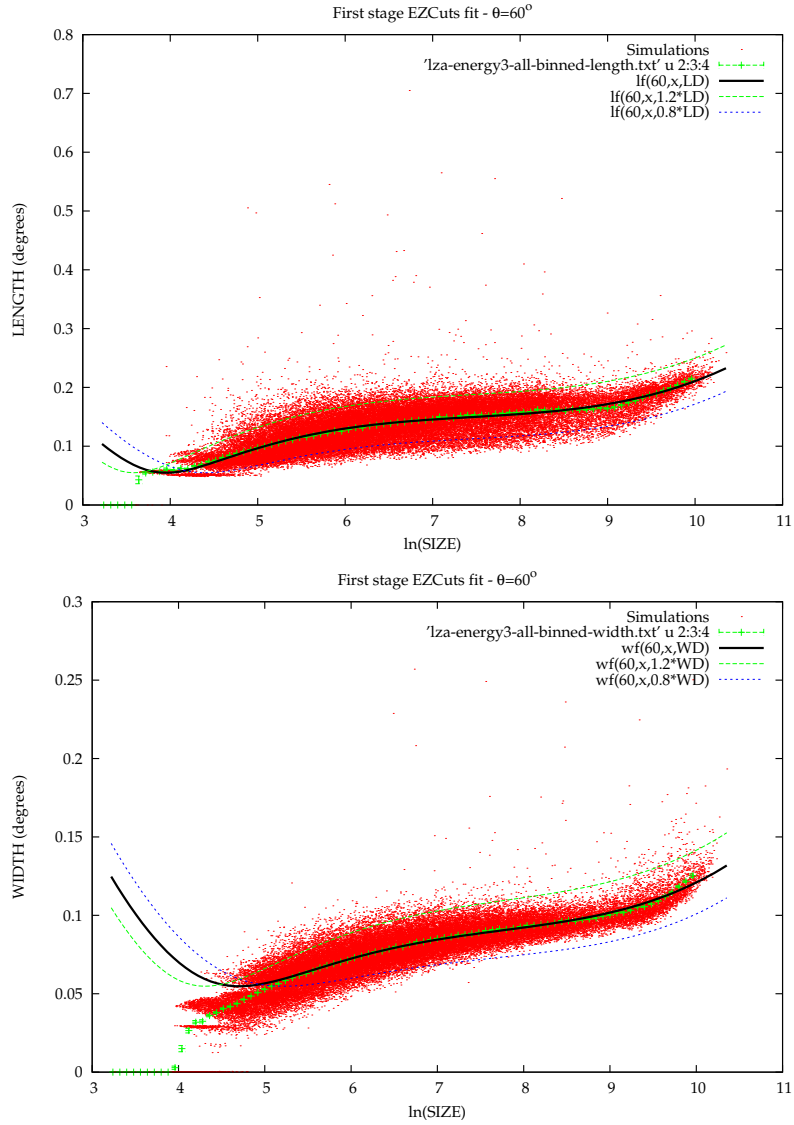 First stage EZCuts fit - θ=60°
Simulations
'lza-energy3-all-binned-length.txt' u 2:3:4
lf(60,x,LD)
lf(60,x,1.2*LD)
lf(60,x,0.8*LD)
0.8
0.7
0.6
0.5
0.4
0.3
0.2
0.1
0
LENGTH (degrees)
3 4 5 6 7 8 9 10 11
ln(SIZE)
First stage EZCuts fit - θ=60°
Simulations
'lza-energy3-all-binned-width.txt' u 2:3:4
wf(60,x,WD)
wf(60,x,1.2*WD)
wf(60,x,0.8*WD)
0.3
0.25
0.2
0.15
0.1
0.05
0
WIDTH (degrees)
3 4 5 6 7 8 9 10 11
ln(SIZE)